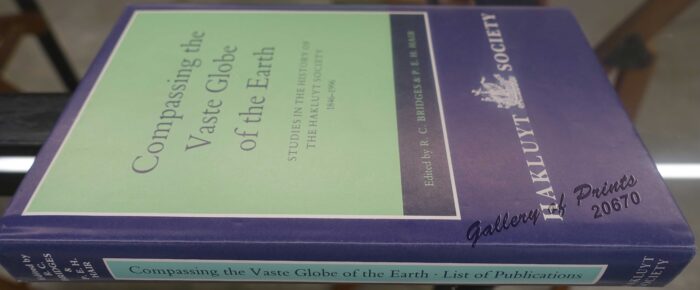 Compassing the
Vaste Globe
of the Earth
STUDIES IN THE HISTORY OF
THE HAKLUYT SOCIETY
1846-1996
Edited by R. C. BRIDGES & P. E. H. HAIR
HAKLUYT SOCIETY
Gallery of Prints
20670
Edited by
R. C.
BRIDGES
&
P. E. H.
HAIR
Compassing the Vaste Globe of the Earth · List of Publications
HAKLUYT
SOCIETY